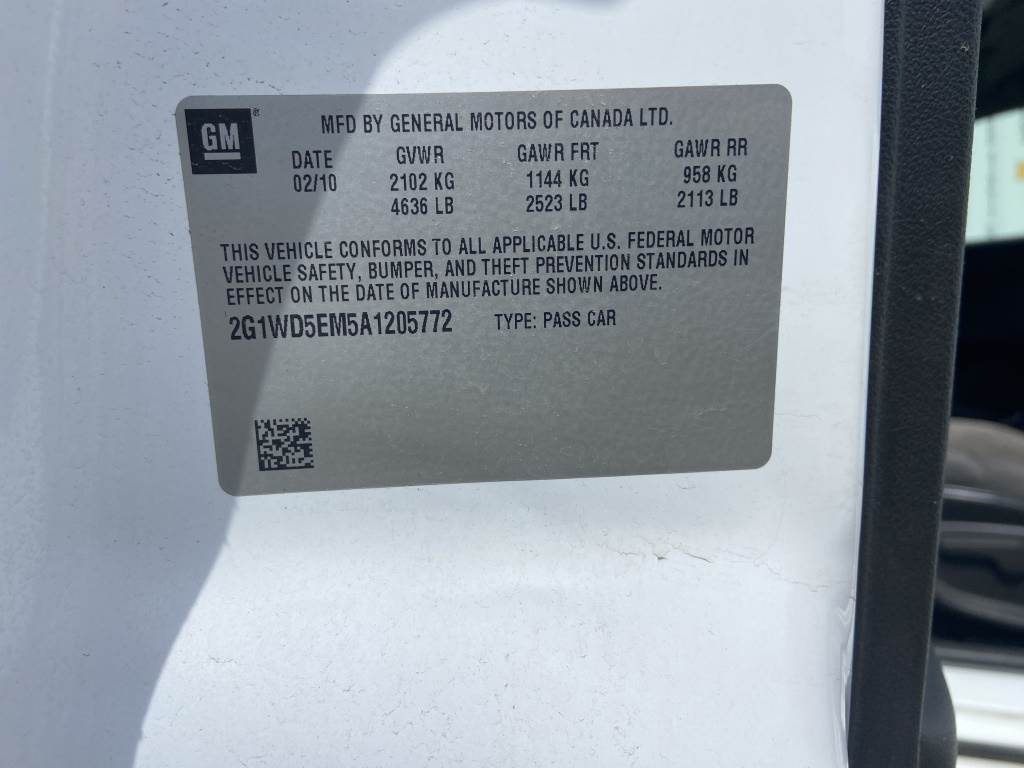 GM ®
MFD BY GENERAL MOTORS OF CANADA LTD.
DATE GVWR GAWR FRT GAWR RR
02/10 2102 KG 1144 KG 958 KG
4636 LB 2523 LB 2113 LB
THIS VEHICLE CONFORMS TO ALL APPLICABLE U.S. FEDERAL MOTOR
VEHICLE SAFETY, BUMPER, AND THEFT PREVENTION STANDARDS IN
EFFECT ON THE DATE OF MANUFACTURE SHOWN ABOVE.
2G1WD5EM5A1205772 TYPE: PASS CAR